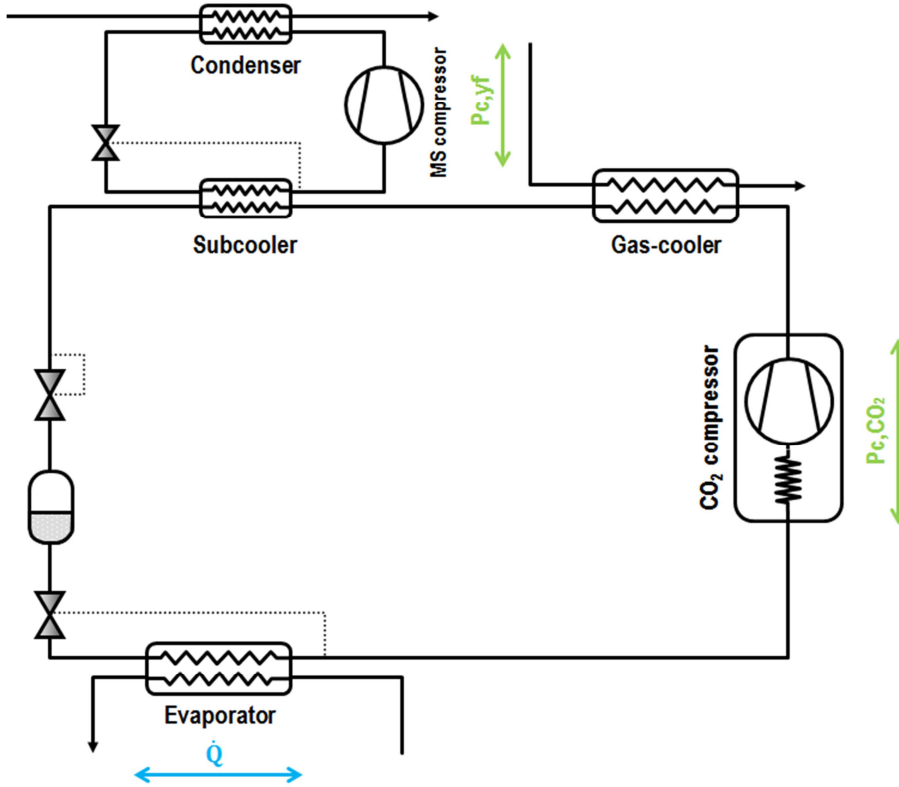 Condenser
MS compressor
Pc,yf
Subcooler
Gas-cooler
CO₂ compressor
Pc,CO₂
Evaporator
Q̇